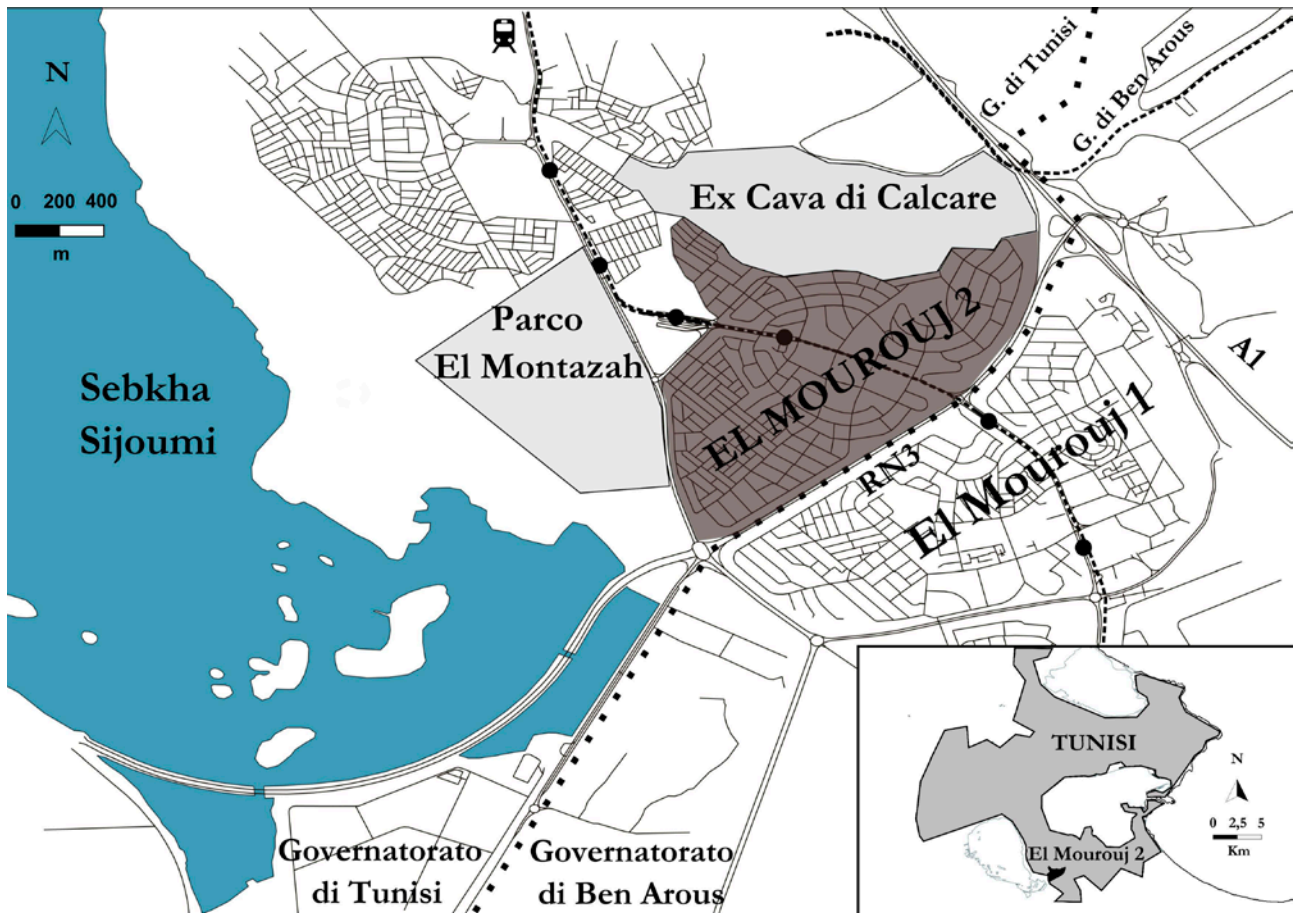 N
0 200 400
m
G. di Tunisi
G. di Ben Arous
Ex Cava di Calcare
Parco
El Montazah
EL MOUROUJ 2
A1
Sebkha
Sijoumi
RN3
El Mourouj 1
Governatorato
di Tunisi
Governatorato
di Ben Arous
TUNISI
N
0 2,5 5
Km
El Mourouj 2